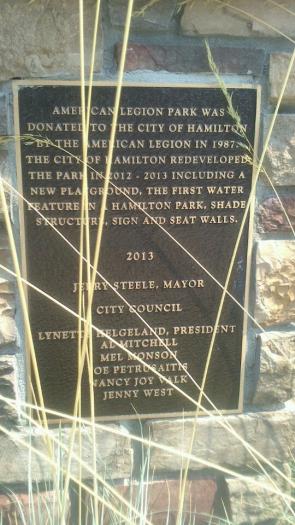 AMERICAN LEGION PARK WAS
DONATED TO THE CITY OF HAMILTON
BY THE AMERICAN LEGION IN 1987.
THE CITY OF HAMILTON REDEVELOPED
THE PARK IN 2012 - 2013 INCLUDING A
NEW PLAYGROUND, THE FIRST WATER
FEATURE IN A HAMILTON PARK, SHADE
STRUCTURE, SIGN AND SEAT WALLS.
2013
JERRY STEELE, MAYOR
CITY COUNCIL
LYNETTE HELGELAND, PRESIDENT
AL MITCHELL
MEL MONSON
JOE PETRUSAITIS
NANCY JOY VALK
JENNY WEST